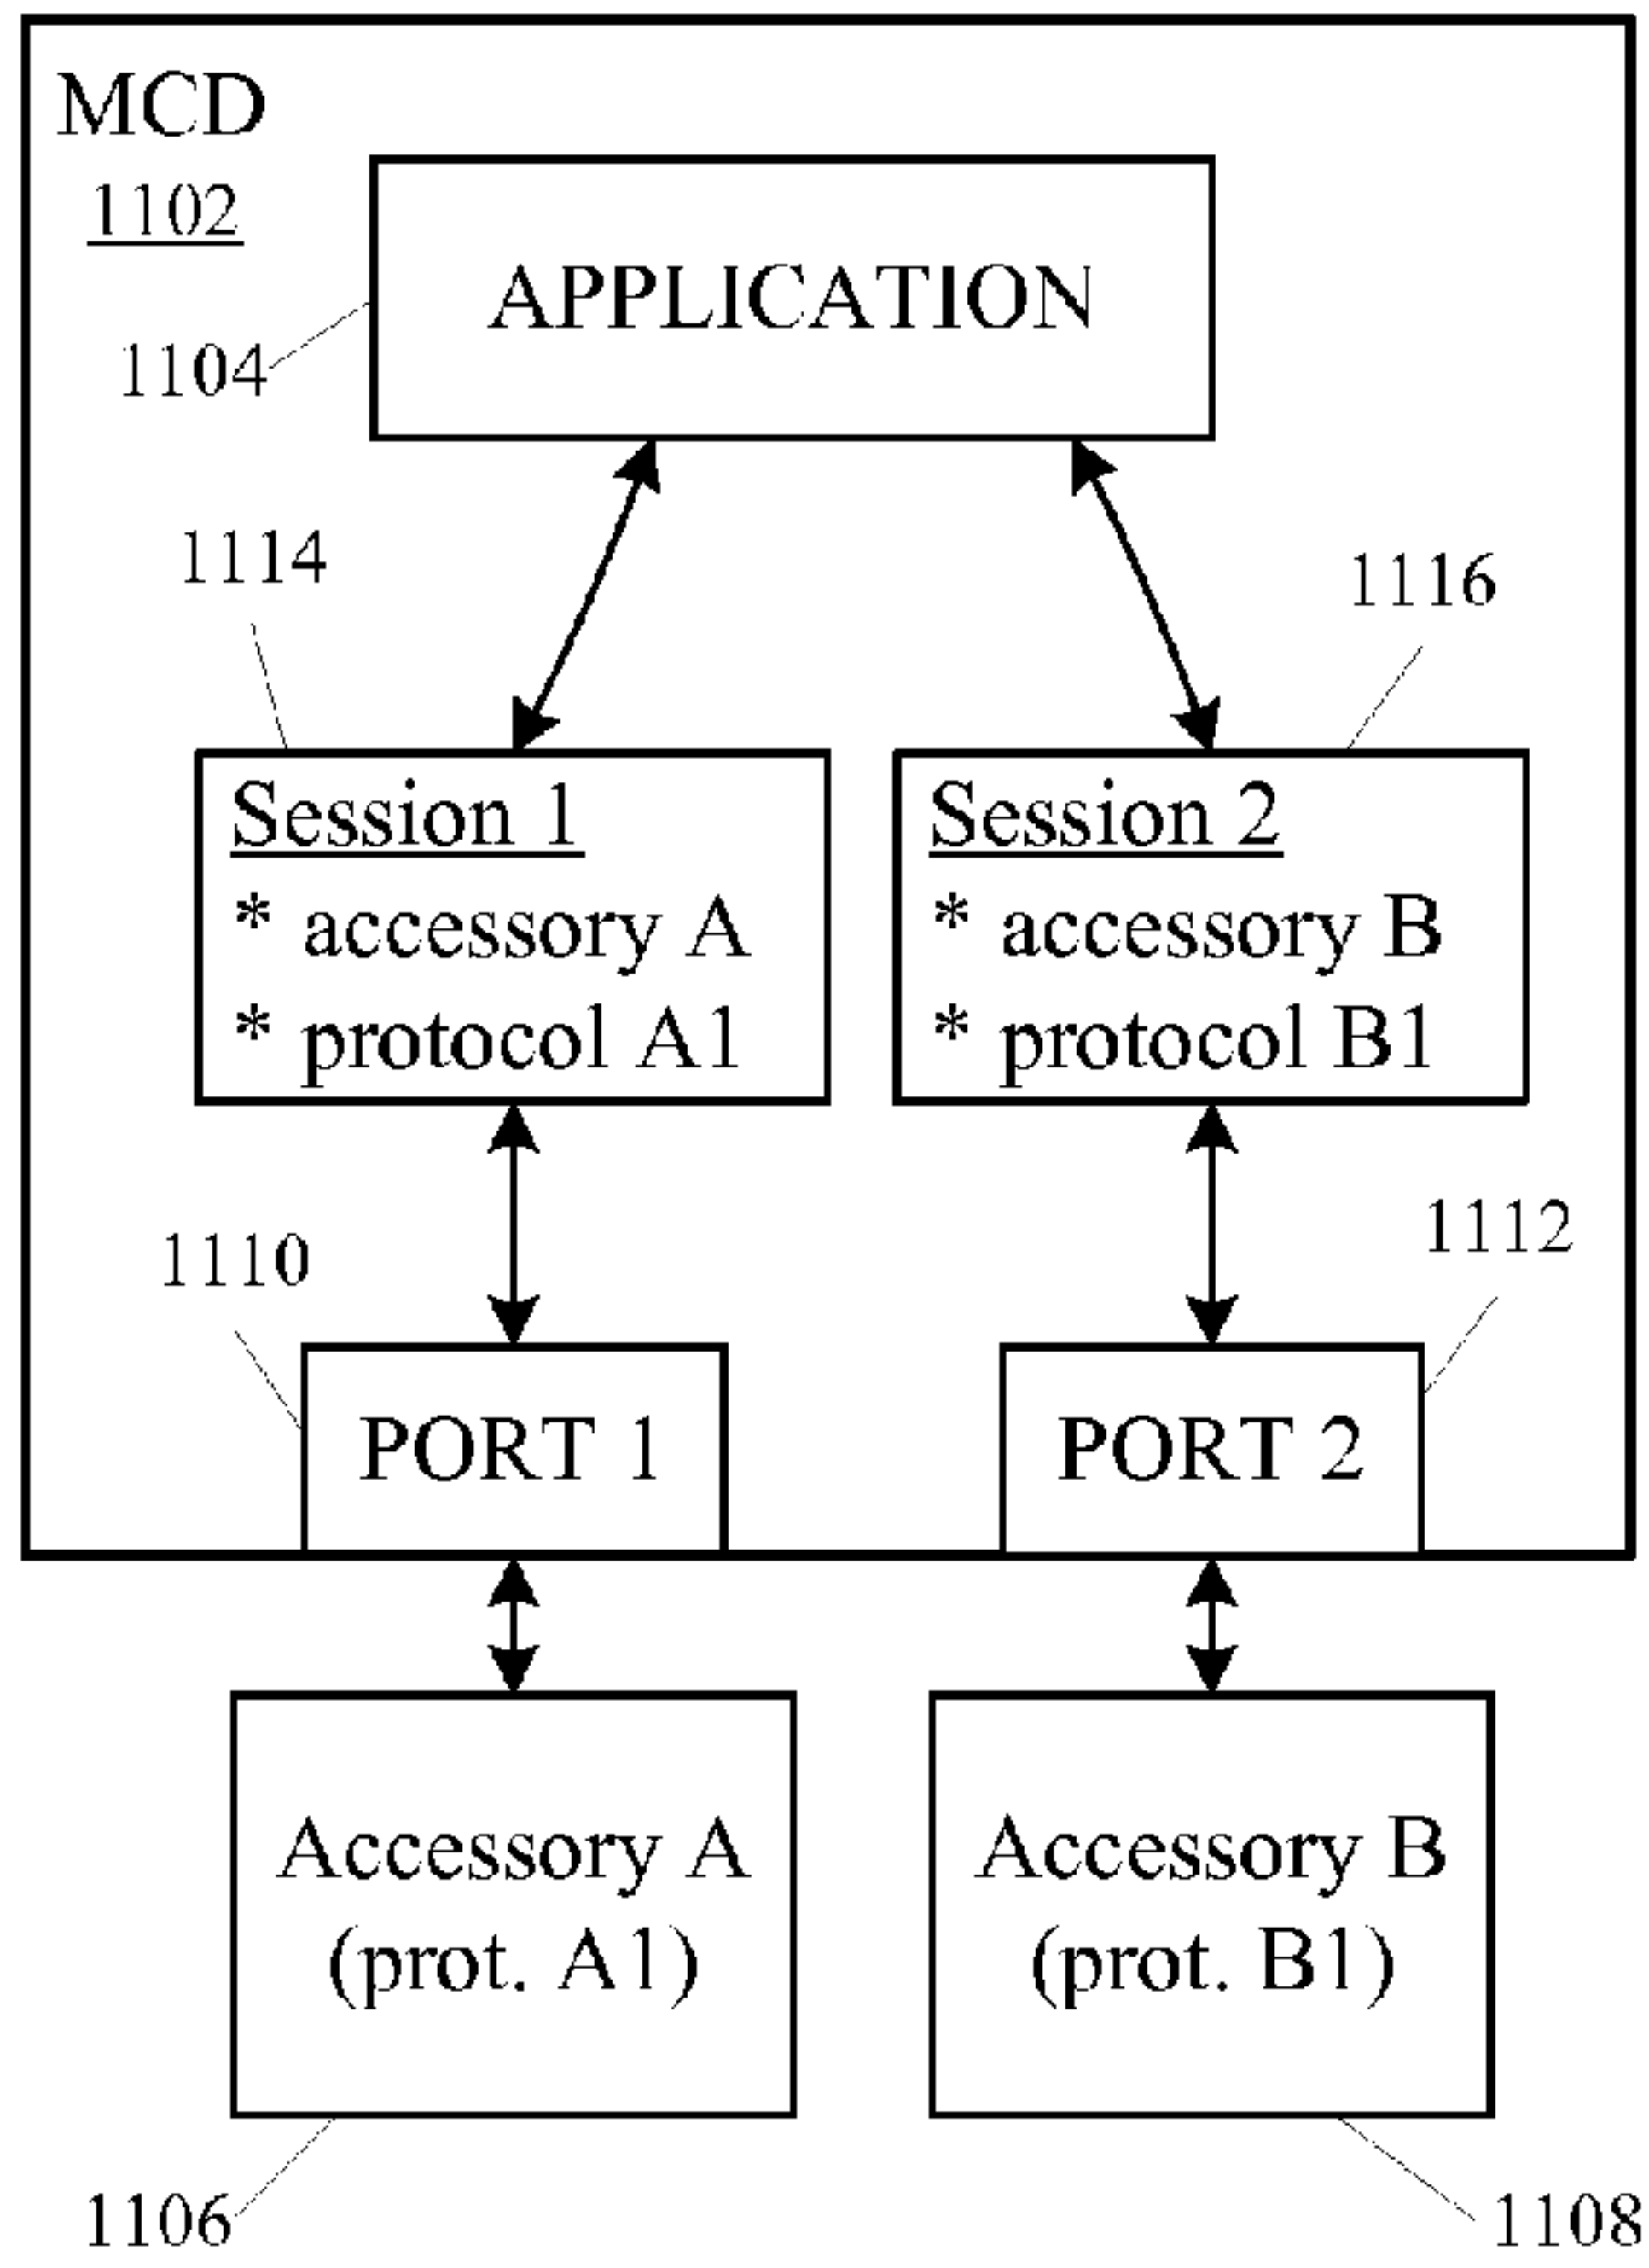 MCD
1102
APPLICATION
1104
1114
1116
Session 1
* accessory A
* protocol A1
Session 2
* accessory B
* protocol B1
1110
1112
PORT 1
PORT 2
Accessory A
(prot. A1)
Accessory B
(prot. B1)
1106
1108